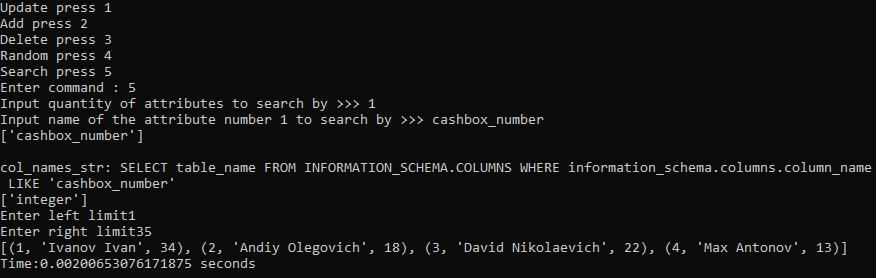 Update press 1
Add press 2
Delete press 3
Random press 4
Search press 5
Enter command : 5
Input quantity of attributes to search by >>> 1
Input name of the attribute number 1 to search by >>> cashbox_number
['cashbox_number']
col_names_str: SELECT table_name FROM INFORMATION_SCHEMA.COLUMNS WHERE information_schema.columns.column_name
 LIKE 'cashbox_number'
['integer']
Enter left limit1
Enter right limit35
[(1, 'Ivanov Ivan', 34), (2, 'Andiy Olegovich', 18), (3, 'David Nikolaevich', 22), (4, 'Max Antonov', 13)]
Time:0.00200653076171875 seconds